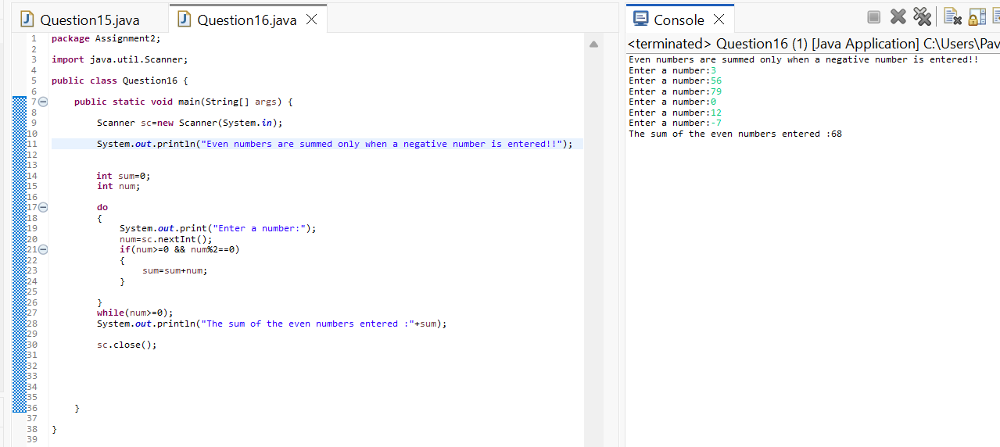 Question15.java
Question16.java
1 package Assignment2;
2
3 import java.util.Scanner;
4
5 public class Question16 {
6
7 public static void main(String[] args) {
8
9 Scanner sc=new Scanner(System.in);
10
11 System.out.println("Even numbers are summed only when a negative number is entered!!");
12
13
14 int sum=0;
15 int num;
16
17 do
18 {
19 System.out.print("Enter a number:");
20 num=sc.nextInt();
21 if(num>=0 && num%2==0)
22 {
23 sum=sum+num;
24 }
25
26 }
27 while(num>=0);
28 System.out.println("The sum of the even numbers entered :"+sum);
29
30 sc.close();
31
32
33
34
35
36 }
37
38 }
39
Console
<terminated> Question16 (1) [Java Application] C:\Users\Pav
Even numbers are summed only when a negative number is entered!!
Enter a number:3
Enter a number:56
Enter a number:79
Enter a number:0
Enter a number:12
Enter a number:-7
The sum of the even numbers entered :68